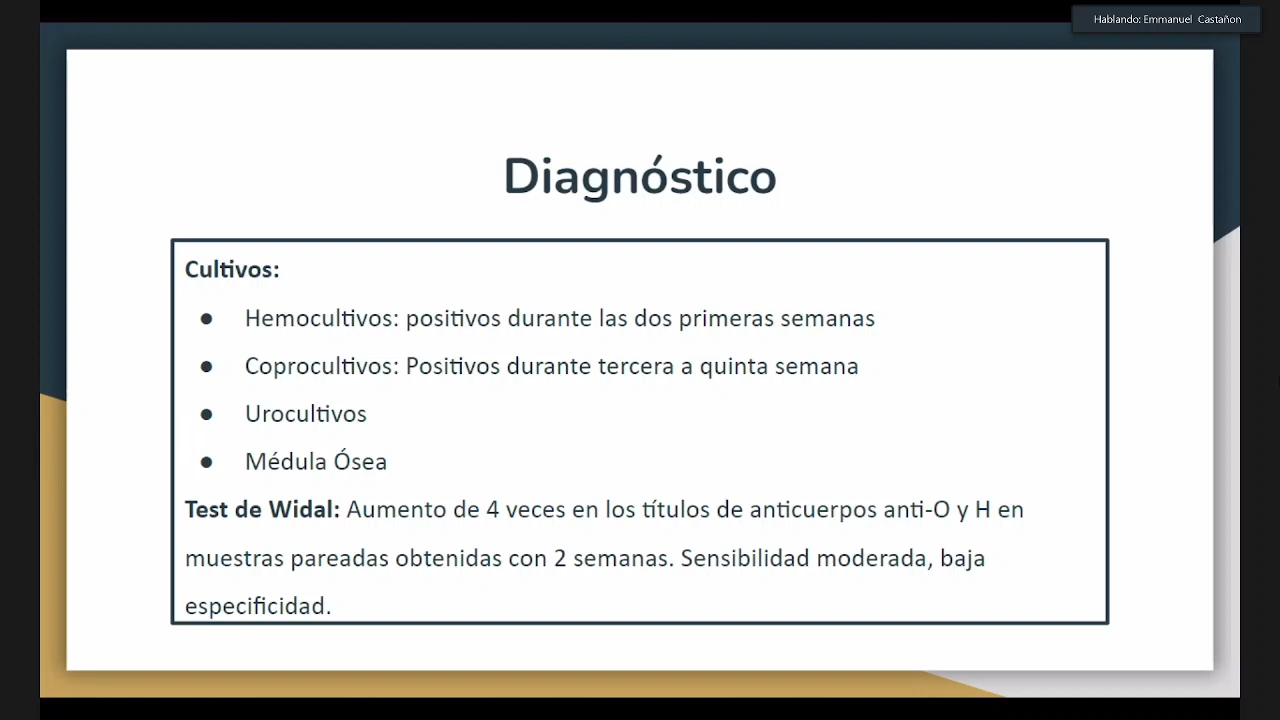 Hablando: Emmanuel Castañon
Diagnóstico
Cultivos:
● Hemocultivos: positivos durante las dos primeras semanas
● Coprocultivos: Positivos durante tercera a quinta semana
● Urocultivos
● Médula Ósea
Test de Widal: Aumento de 4 veces en los títulos de anticuerpos anti-O y H en
muestras pareadas obtenidas con 2 semanas. Sensibilidad moderada, baja
especificidad.